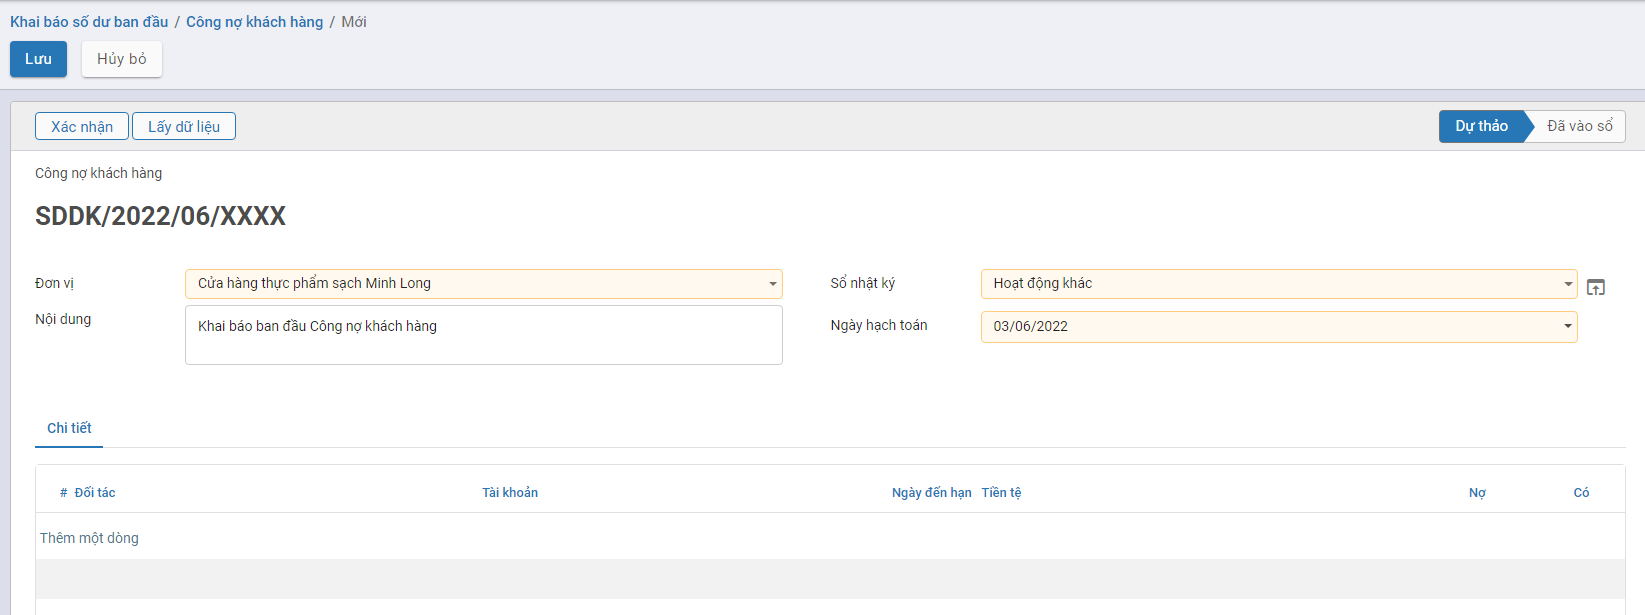 Khai báo số dư ban đầu / Công nợ khách hàng / Mới
Lưu Hủy bỏ
Xác nhận Lấy dữ liệu Dự thảo Đã vào sổ
Công nợ khách hàng
SDDK/2022/06/XXXX
Đơn vị Cửa hàng thực phẩm sạch Minh Long Sổ nhật ký Hoạt động khác
Nội dung Khai báo ban đầu Công nợ khách hàng Ngày hạch toán 03/06/2022
Chi tiết
# Đối tác Tài khoản Ngày đến hạn Tiền tệ Nợ Có
Thêm một dòng